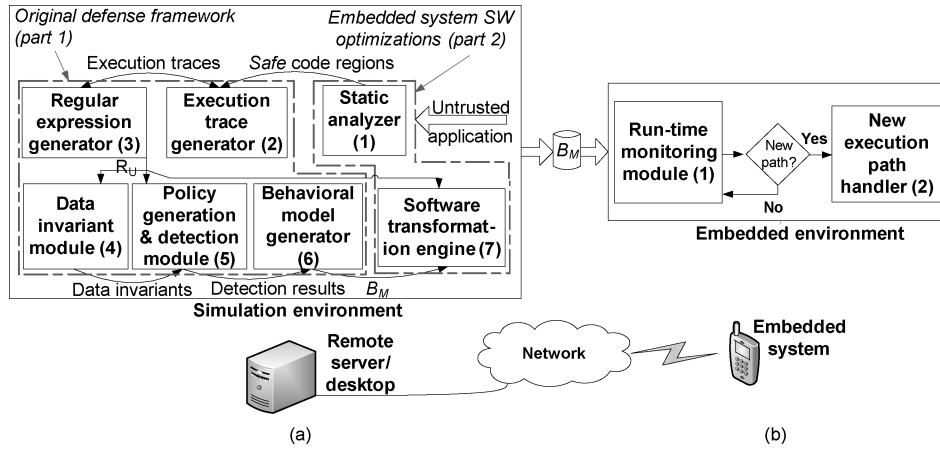 Original defense framework
(part 1)
Embedded system SW
optimizations (part 2)
Execution traces
Safe code regions
Regular
expression
generator (3)
Execution
trace
generator (2)
Static
analyzer
(1)
Untrusted
application
R_U
Data
invariant
module (4)
Policy
generation
& detection
module (5)
Behavioral
model
generator
(6)
Software
transformat-
ion engine (7)
Data invariants
Detection results
B_M
Simulation environment
B_M
Run-time
monitoring
module (1)
New
path?
Yes
No
New
execution
path
handler (2)
Embedded environment
Remote
server/
desktop
Network
Embedded
system
(a)
(b)